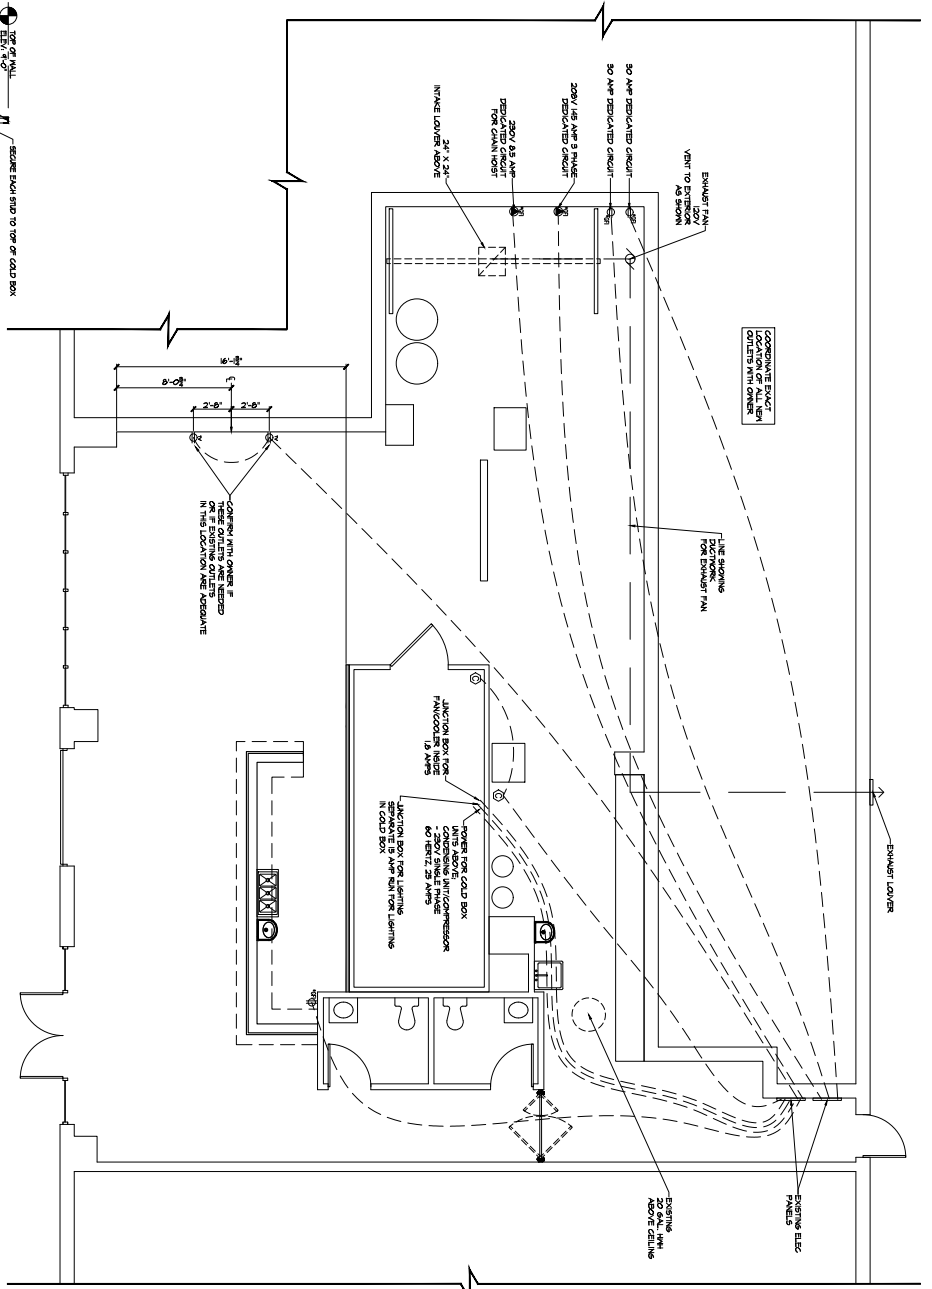 TOP OF WALL
ELEV. 9'-0"
SECURE EACH STUD TO TOP OF COLD BOX
30 AMP DEDICATED CIRCUIT
30 AMP DEDICATED CIRCUIT
208V 145 AMP 3 PHASE
DEDICATED CIRCUIT
230V 8.5 AMP
DEDICATED CIRCUIT
FOR CHAIN HOIST
24" X 24"
INTAKE LOUVER ABOVE
EXHAUST FAN
120V
VENT TO EXTERIOR
AS SHOWN
COORDINATE EXACT
LOCATION OF ALL NEW
OUTLETS WITH OWNER
8'-0¾"
2'-8"
2'-8"
CONFIRM WITH OWNER IF
THESE OUTLETS ARE NEEDED
OR IF EXISTING OUTLETS
IN THIS LOCATION ARE ADEQUATE
LINE SHOWING
DUCTWORK
FOR EXHAUST FAN
JUNCTION BOX FOR
FAN/COOLER INSIDE
1.8 AMPS
JUNCTION BOX FOR LIGHTING
SEPARATE 15 AMP RUN FOR LIGHTING
IN COLD BOX
POWER FOR COLD BOX
UNITS ABOVE:
CONDENSING UNIT/COMPRESSOR
- 230V SINGLE PHASE
60 HERTZ, 25 AMPS
EXHAUST LOUVER
EXISTING
20 GAL. HWH
ABOVE CEILING
EXISTING ELEC
PANELS